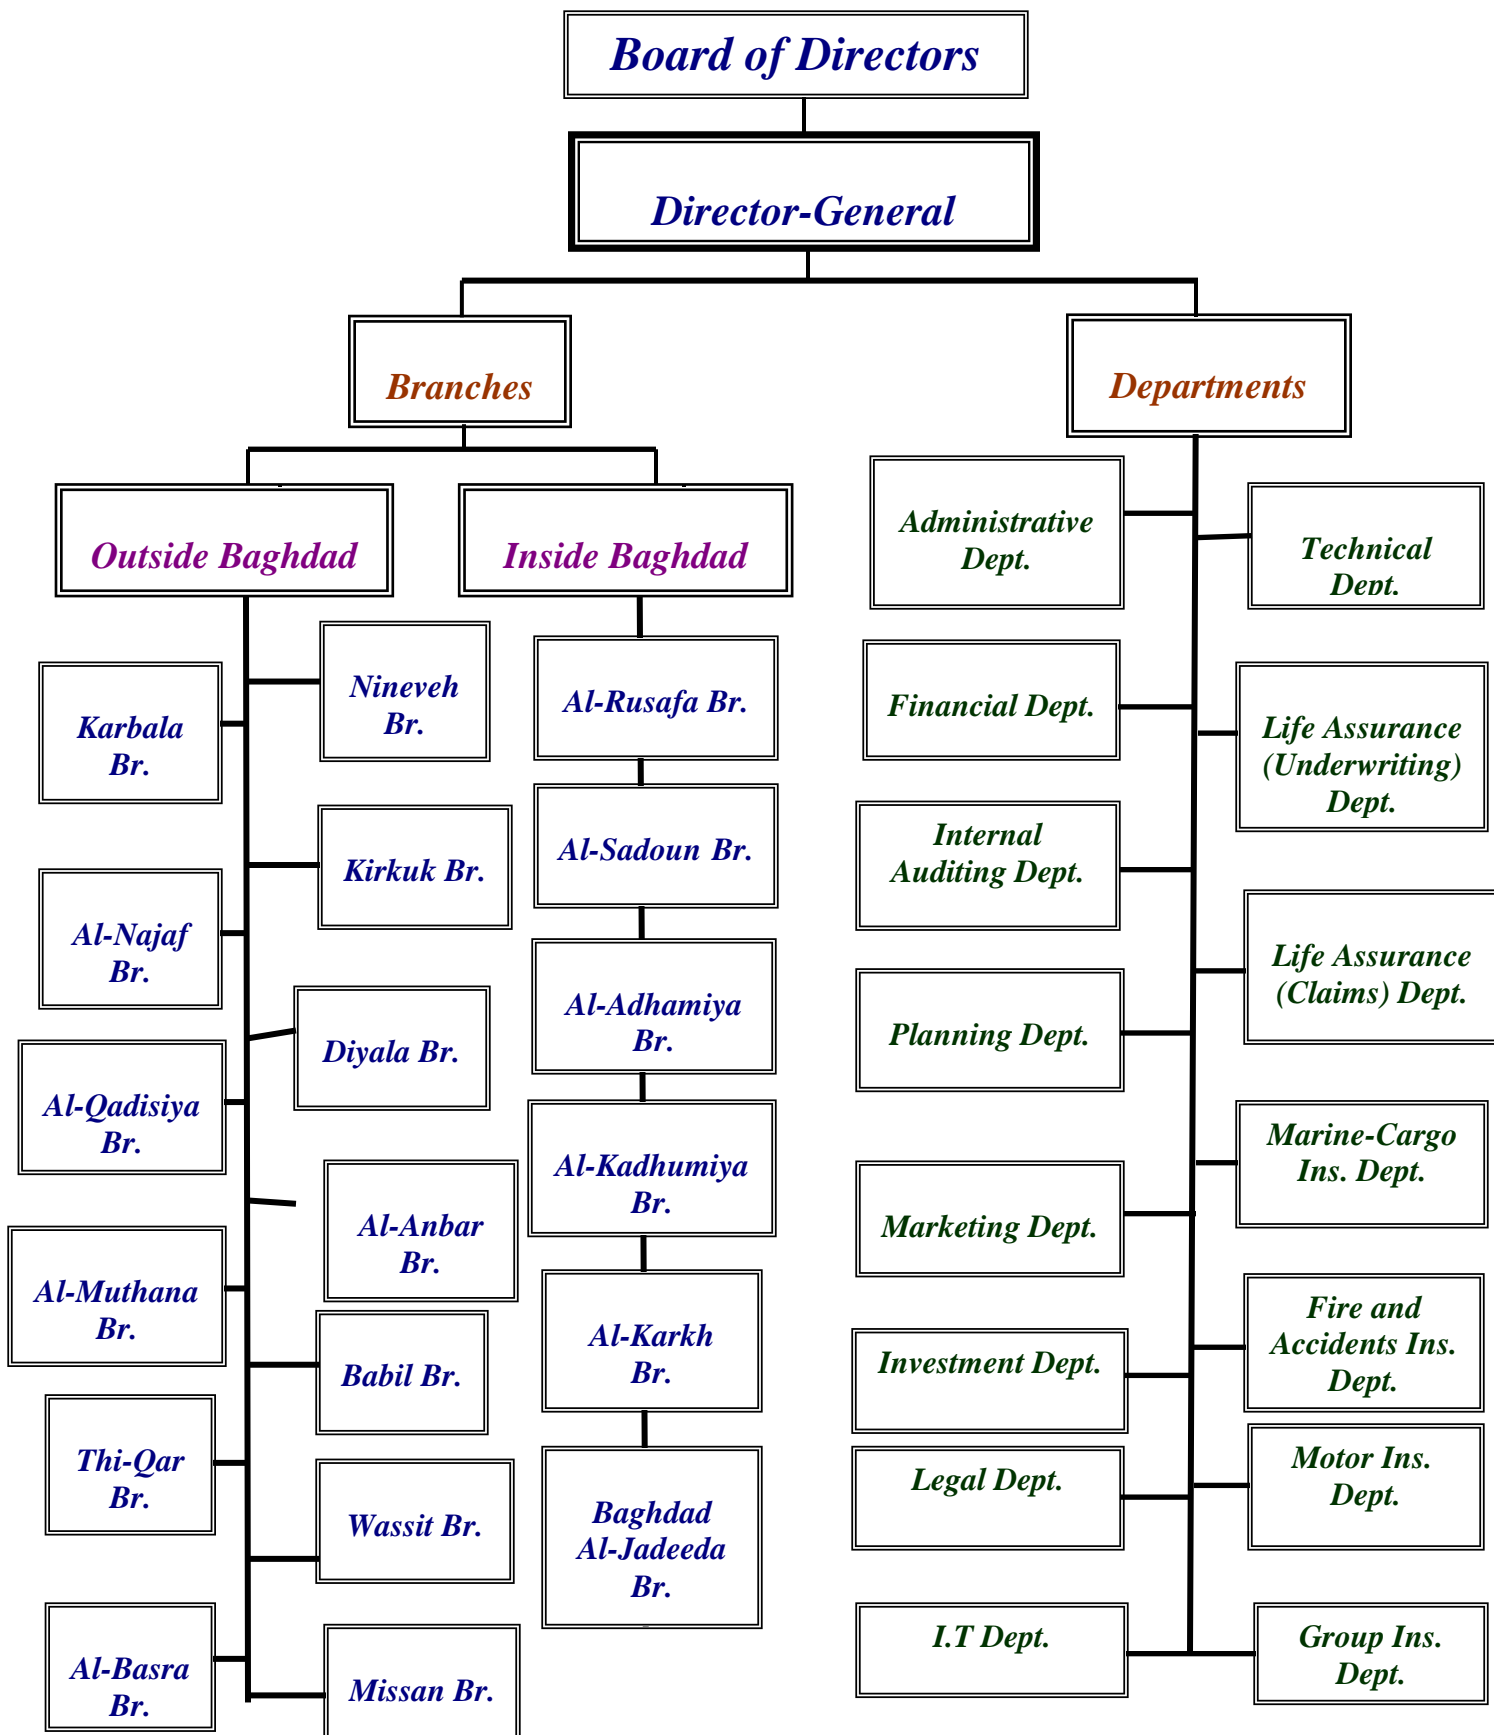 Board of Directors
Director-General
Branches
Departments
Outside Baghdad
Inside Baghdad
Karbala
Br.
Al-Najaf
Br.
Al-Qadisiya
Br.
Al-Muthana
Br.
Thi-Qar
Br.
Al-Basra
Br.
Nineveh
Br.
Kirkuk Br.
Diyala Br.
Al-Anbar
Br.
Babil Br.
Wassit Br.
Missan Br.
Al-Rusafa Br.
Al-Sadoun Br.
Al-Adhamiya
Br.
Al-Kadhumiya
Br.
Al-Karkh
Br.
Baghdad
Al-Jadeeda
Br.
Administrative
Dept.
Financial Dept.
Internal
Auditing Dept.
Planning Dept.
Marketing Dept.
Investment Dept.
Legal Dept.
I.T Dept.
Technical
Dept.
Life Assurance
(Underwriting)
Dept.
Life Assurance
(Claims) Dept.
Marine-Cargo
Ins. Dept.
Fire and
Accidents Ins.
Dept.
Motor Ins.
Dept.
Group Ins.
Dept.